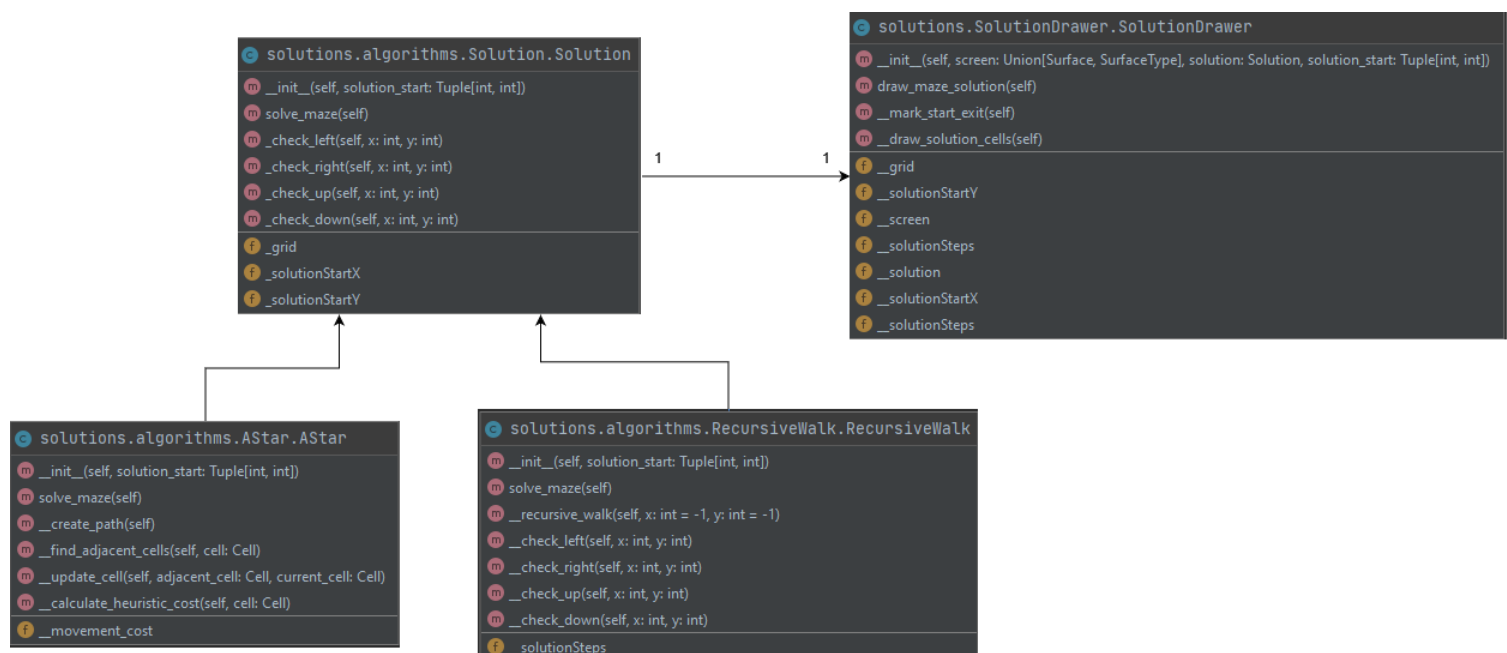 solutions.algorithms.Solution.Solution
__init__(self, solution_start: Tuple[int, int])
solve_maze(self)
_check_left(self, x: int, y: int)
_check_right(self, x: int, y: int)
_check_up(self, x: int, y: int)
_check_down(self, x: int, y: int)
_grid
_solutionStartX
_solutionStartY
1
1
solutions.SolutionDrawer.SolutionDrawer
__init__(self, screen: Union[Surface, SurfaceType], solution: Solution, solution_start: Tuple[int, int])
draw_maze_solution(self)
__mark_start_exit(self)
__draw_solution_cells(self)
__grid
__solutionStartY
__screen
__solutionSteps
__solution
__solutionStartX
__solutionSteps
solutions.algorithms.AStar.AStar
__init__(self, solution_start: Tuple[int, int])
solve_maze(self)
__create_path(self)
__find_adjacent_cells(self, cell: Cell)
__update_cell(self, adjacent_cell: Cell, current_cell: Cell)
__calculate_heuristic_cost(self, cell: Cell)
__movement_cost
solutions.algorithms.RecursiveWalk.RecursiveWalk
__init__(self, solution_start: Tuple[int, int])
solve_maze(self)
__recursive_walk(self, x: int = -1, y: int = -1)
__check_left(self, x: int, y: int)
__check_right(self, x: int, y: int)
__check_up(self, x: int, y: int)
__check_down(self, x: int, y: int)
solutionSteps